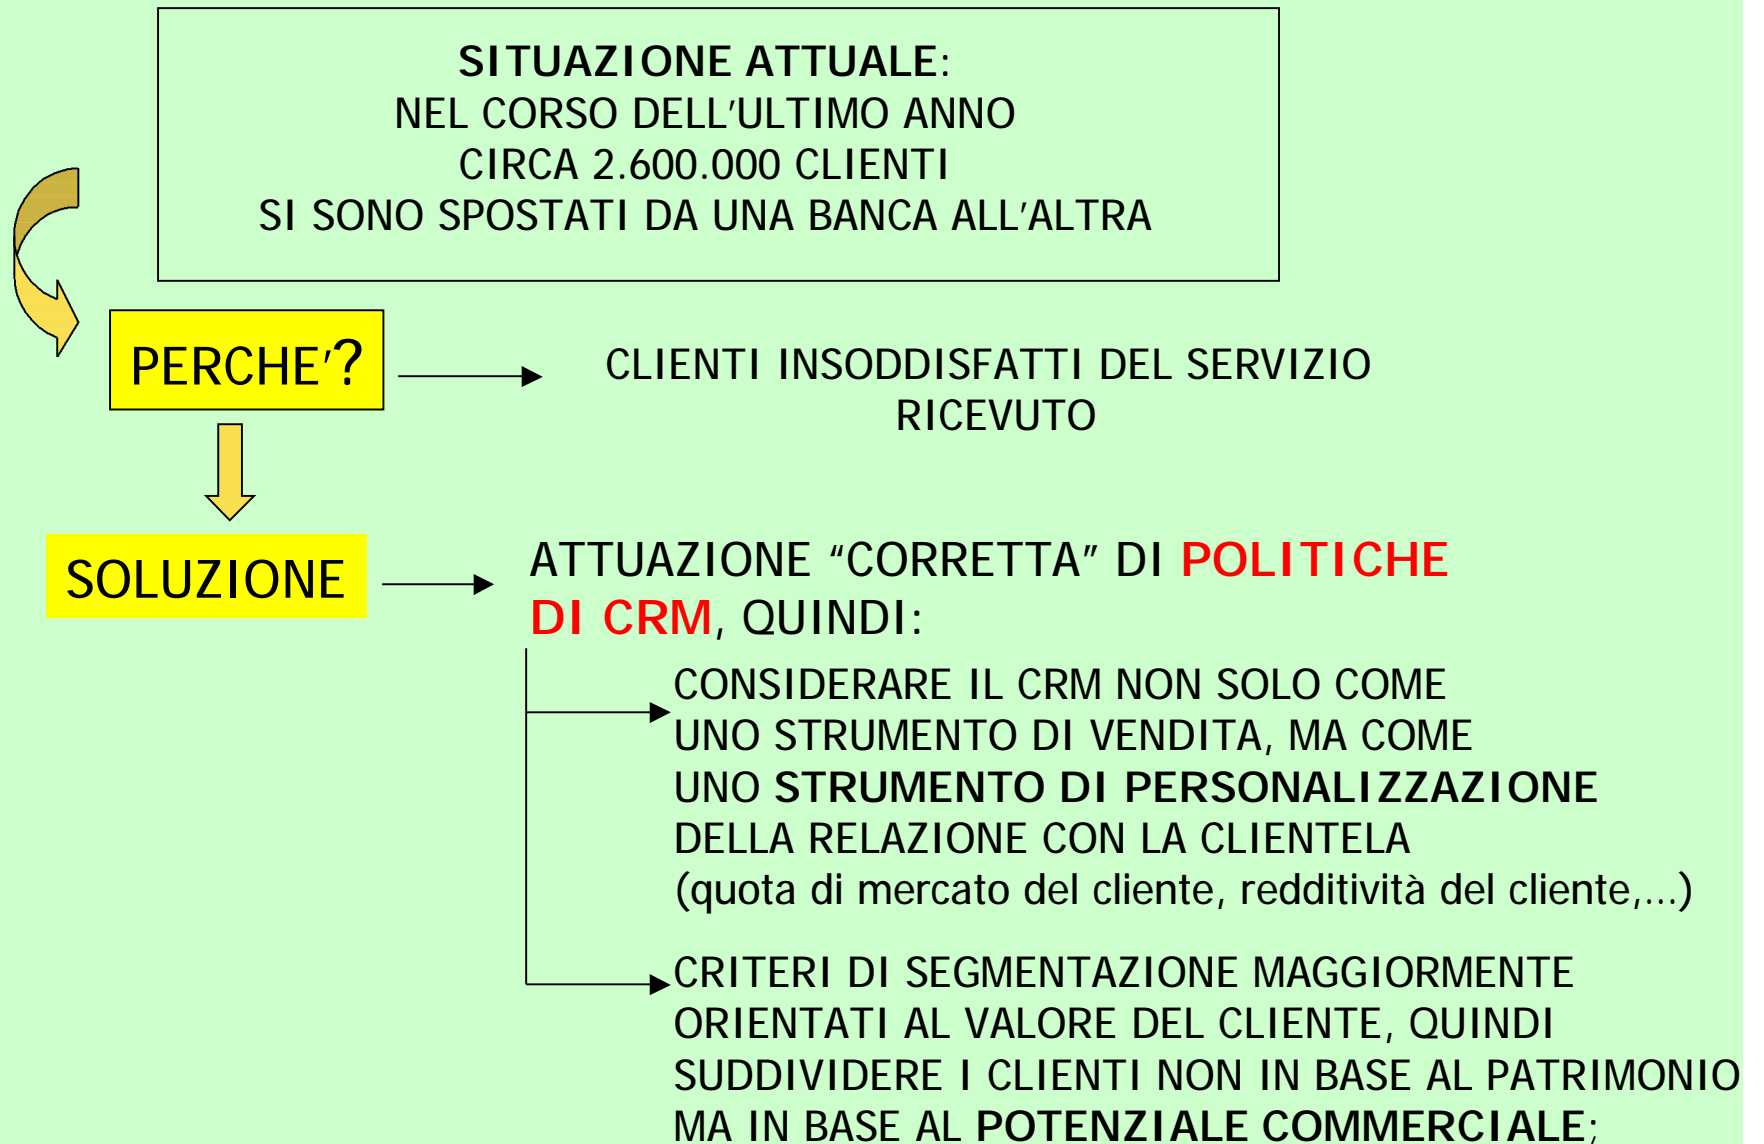 SITUAZIONE ATTUALE:
NEL CORSO DELL'ULTIMO ANNO
CIRCA 2.600.000 CLIENTI
SI SONO SPOSTATI DA UNA BANCA ALL'ALTRA
PERCHE'?
CLIENTI INSODDISFATTI DEL SERVIZIO
RICEVUTO
SOLUZIONE
ATTUAZIONE “CORRETTA” DI POLITICHE
DI CRM, QUINDI:
CONSIDERARE IL CRM NON SOLO COME
UNO STRUMENTO DI VENDITA, MA COME
UNO STRUMENTO DI PERSONALIZZAZIONE
DELLA RELAZIONE CON LA CLIENTELA
(quota di mercato del cliente, redditività del cliente,...)
CRITERI DI SEGMENTAZIONE MAGGIORMENTE
ORIENTATI AL VALORE DEL CLIENTE, QUINDI
SUDDIVIDERE I CLIENTI NON IN BASE AL PATRIMONIO
MA IN BASE AL POTENZIALE COMMERCIALE;